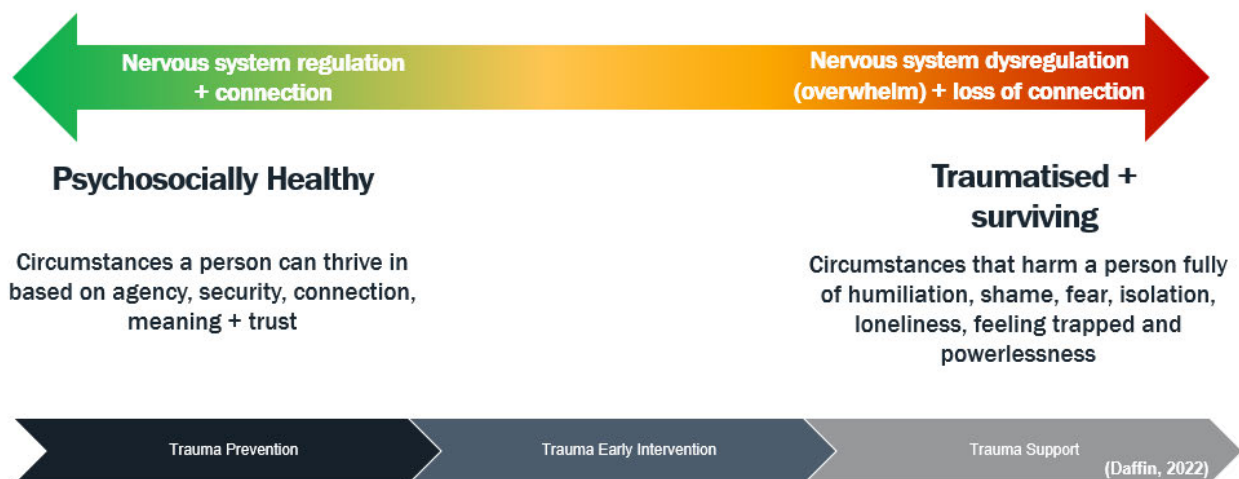 Nervous system regulation
+ connection
Nervous system dysregulation
(overwhelm) + loss of connection
Psychosocially Healthy
Circumstances a person can thrive in
based on agency, security, connection,
meaning + trust
Traumatised +
surviving
Circumstances that harm a person fully
of humiliation, shame, fear, isolation,
loneliness, feeling trapped and
powerlessness
Trauma Prevention
Trauma Early Intervention
Trauma Support
(Daffin, 2022)